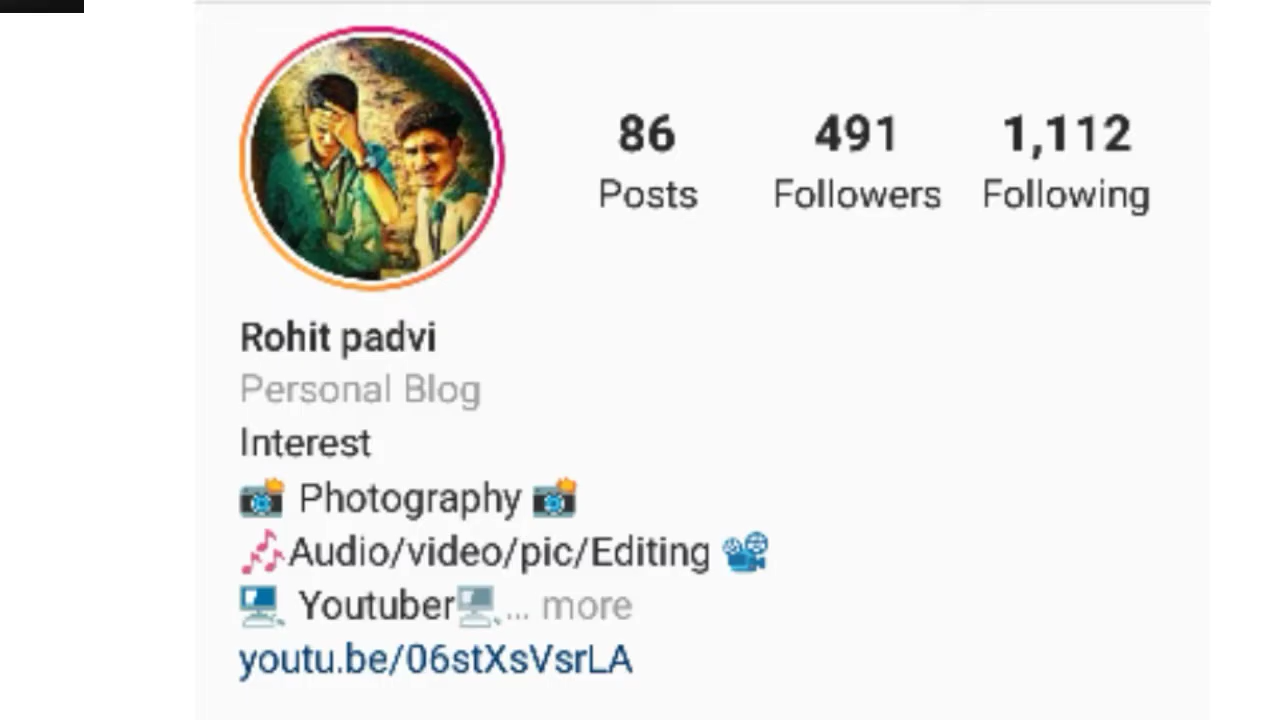 86 491 1,112
Posts Followers Following
Rohit padvi
Personal Blog
Interest
📸 Photography 📸
🎶Audio/video/pic/Editing 📽
🖥 Youtuber🖥... more
youtu.be/06stXsVsrLA